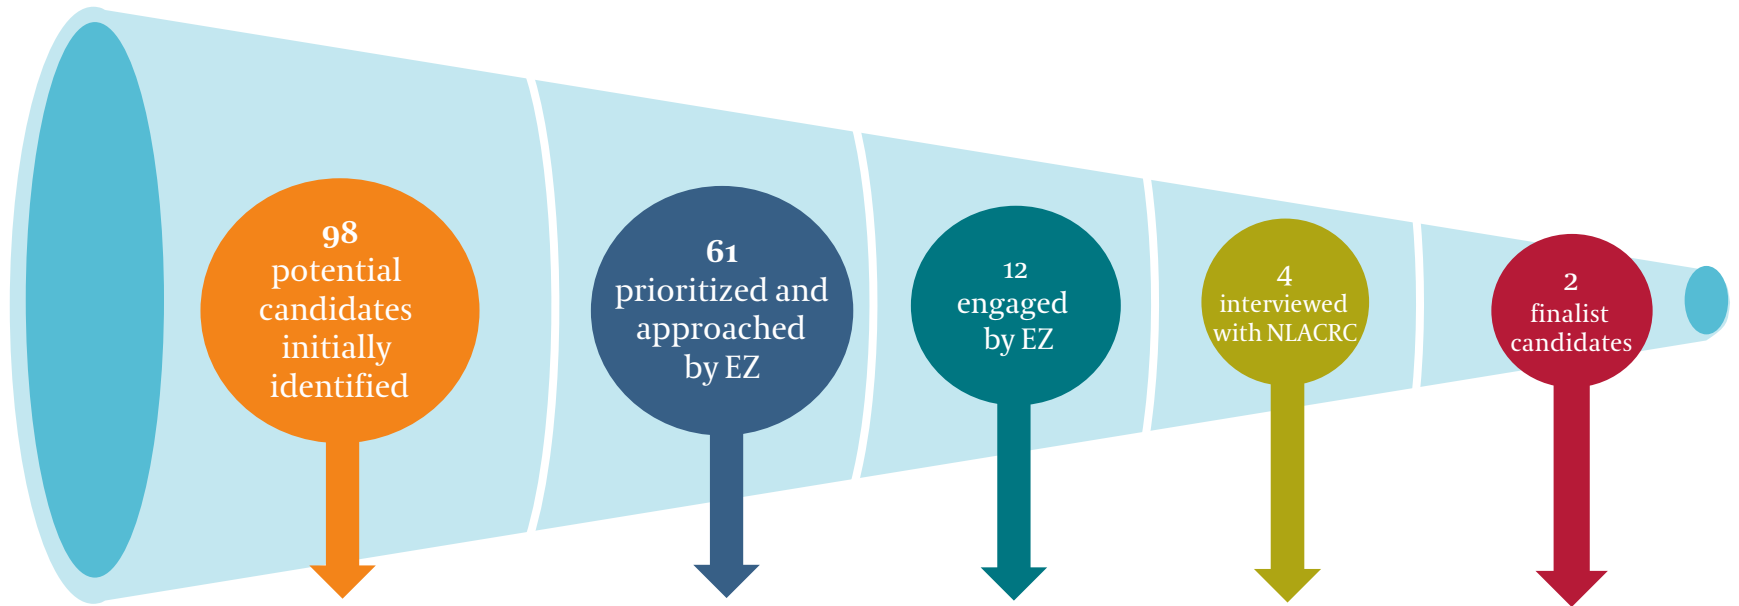 98
potential
candidates
initially
identified
61
prioritized and
approached
by EZ
12
engaged
by EZ
4
interviewed
with NLACRC
2
finalist
candidates